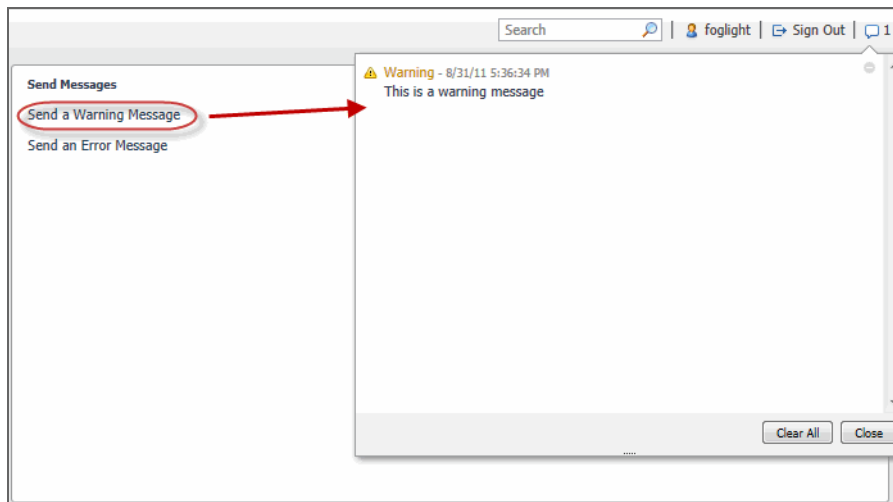 Search
foglight
Sign Out
1
Send Messages
Send a Warning Message
Send an Error Message
Warning - 8/31/11 5:36:34 PM
This is a warning message
Clear All
Close